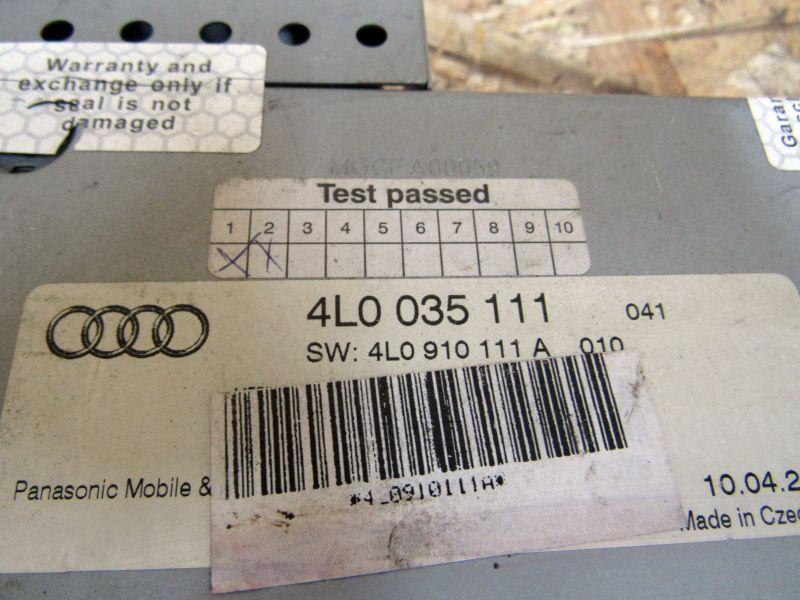 Warranty and
exchange only if
seal is not
damaged
Garan
Test passed
1 2 3 4 5 6 7 8 9 10
X X
4L0 035 111 041
SW: 4L0 910 111 A 010
*4L0910111A*
Panasonic Mobile &
10.04.2
Made in Czec